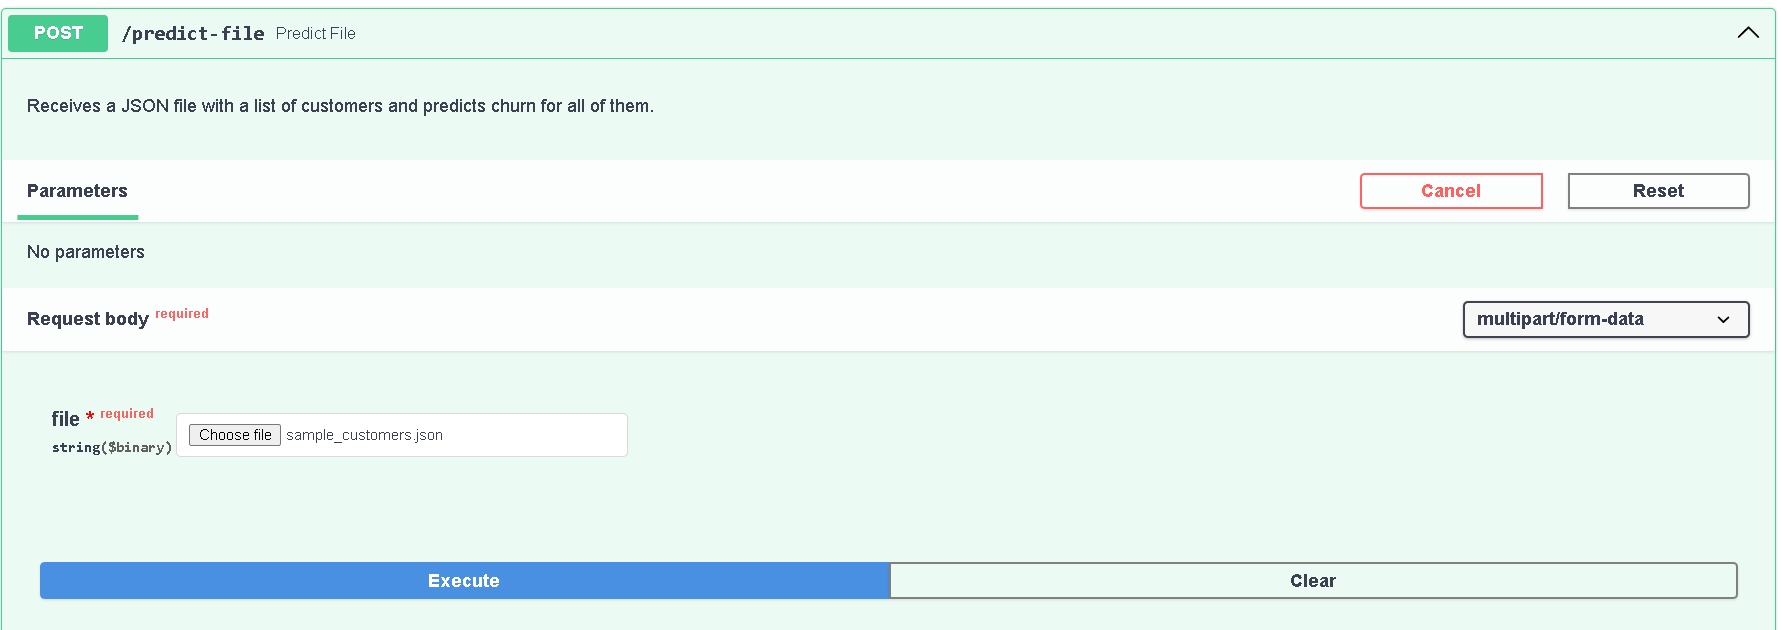 POST /predict-file Predict File
Receives a JSON file with a list of customers and predicts churn for all of them.
Parameters Cancel Reset
No parameters
Request body required multipart/form-data
file * required
Choose file sample_customers.json
string($binary)
Execute Clear